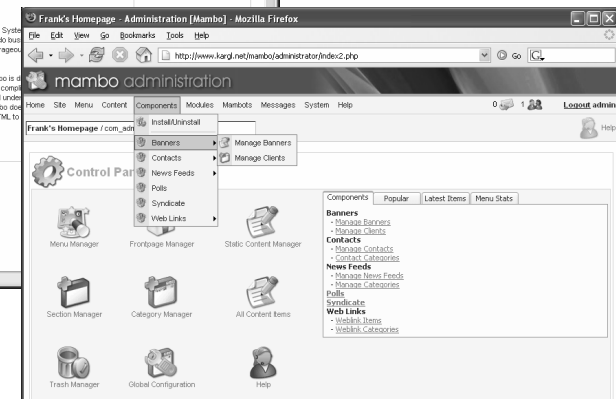 Frank's Homepage - Administration [Mambo] - Mozilla Firefox
File Edit View Go Bookmarks Tools Help
http://www.kargl.net/mambo/administrator/index2.php
Go
G
mambo administration
Home Site Menu Content Components Modules Mambots Messages System Help
0 1 Logout admin
Frank's Homepage / com_adm
Help
Install/Uninstall
Banners
Contacts
News Feeds
Polls
Syndicate
Web Links
Manage Banners
Manage Clients
Control Pan
Menu Manager
Frontpage Manager
Static Content Manager
Section Manager
Category Manager
All Content Items
Trash Manager
Global Configuration
Help
Components Popular Latest Items Menu Stats
Banners
- Manage Banners
- Manage Clients
Contacts
- Manage Contacts
- Contact Categories
News Feeds
- Manage News Feeds
- Manage Categories
Polls
Syndicate
Web Links
- Weblink Items
- Weblink Categories